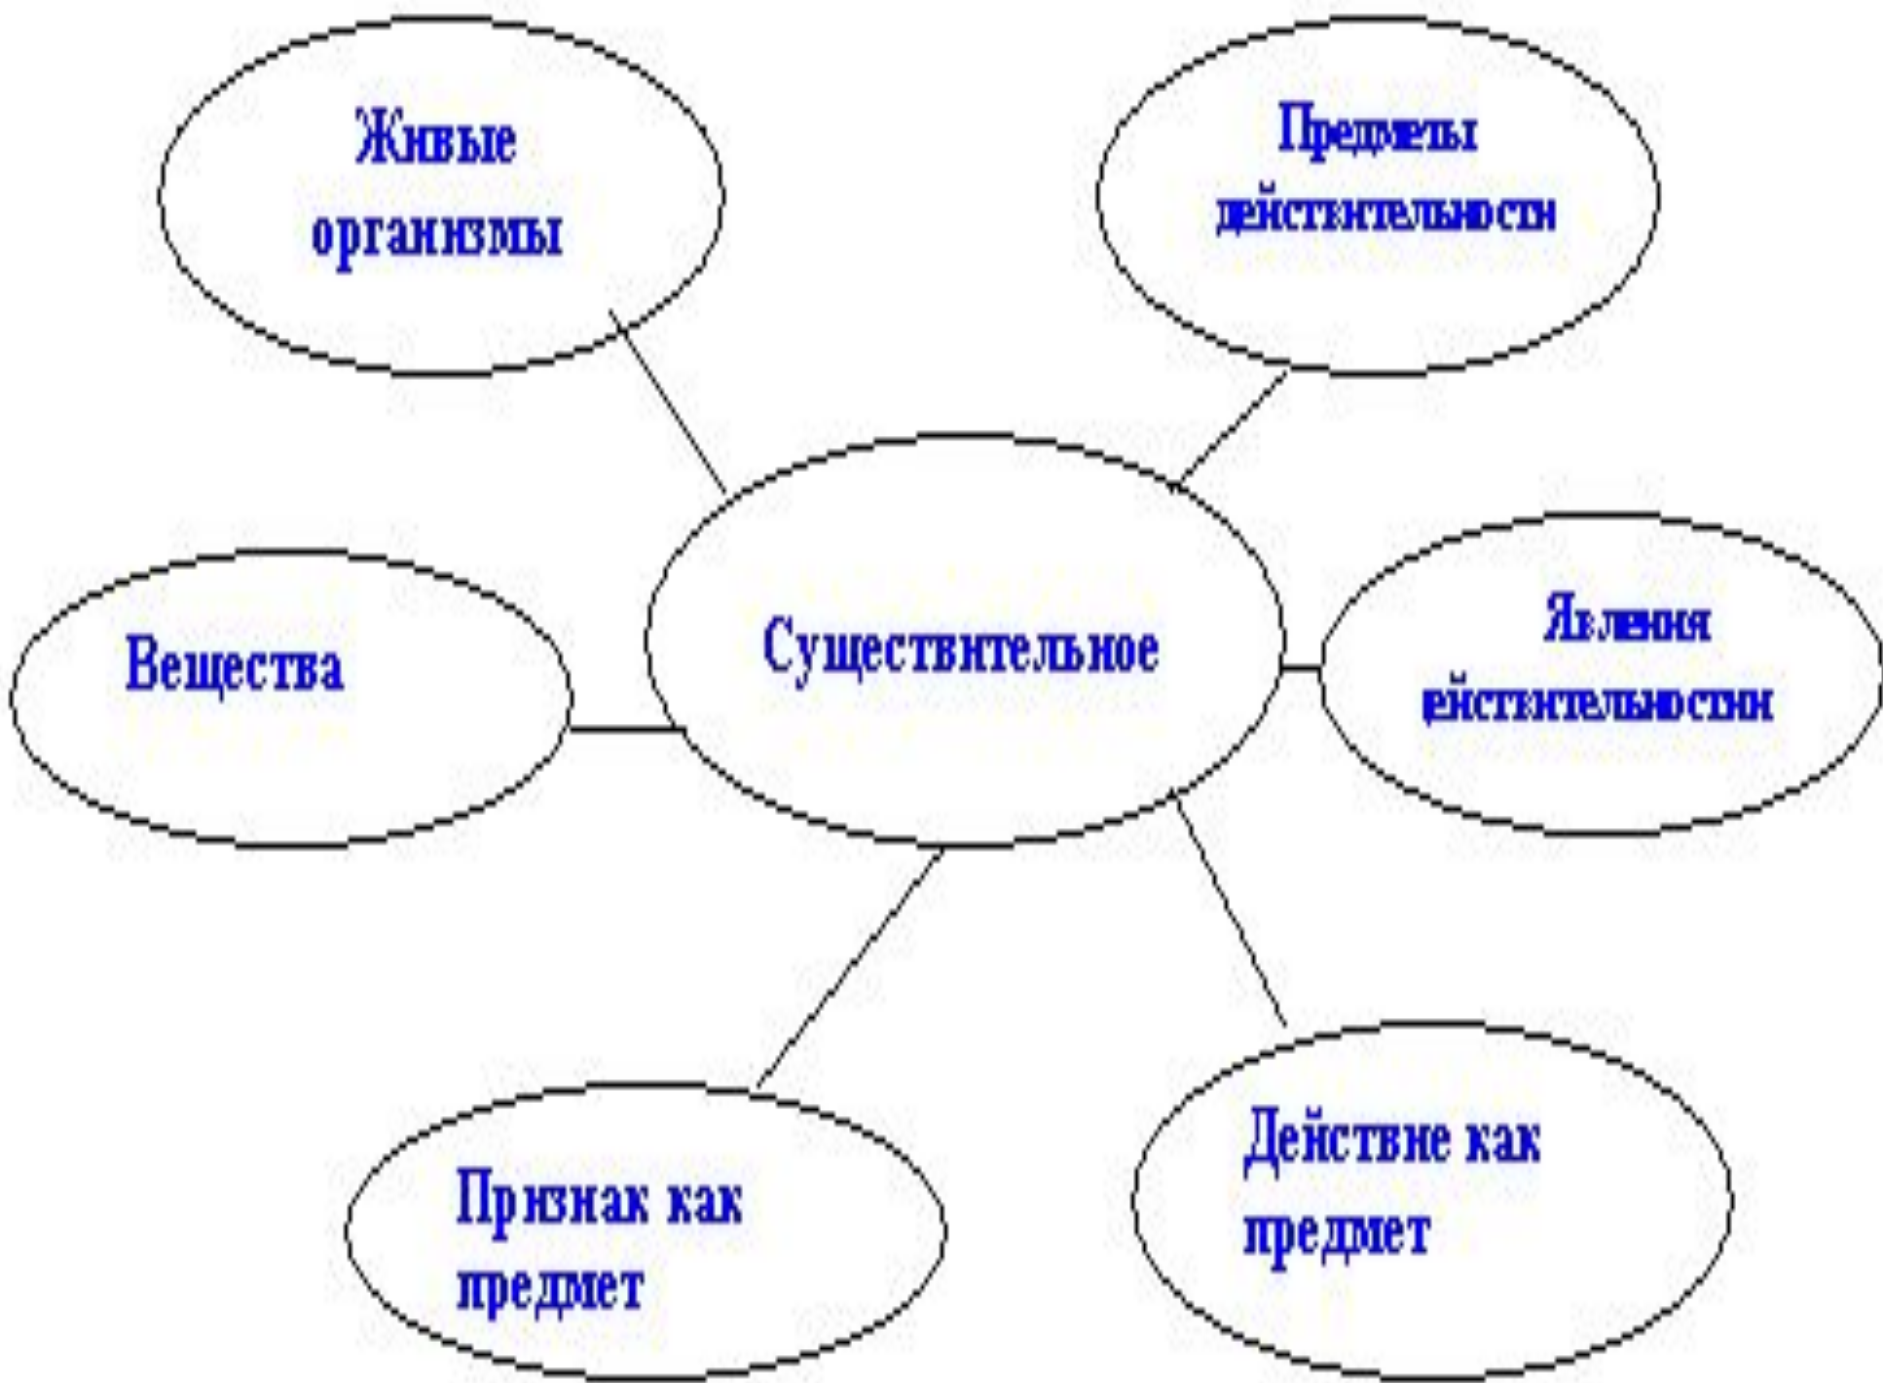 Живые
организмы
Предметы
действительности
Вещества
Существительное
Явления
ействительностии
Признак как
предмет
Действие как
предмет